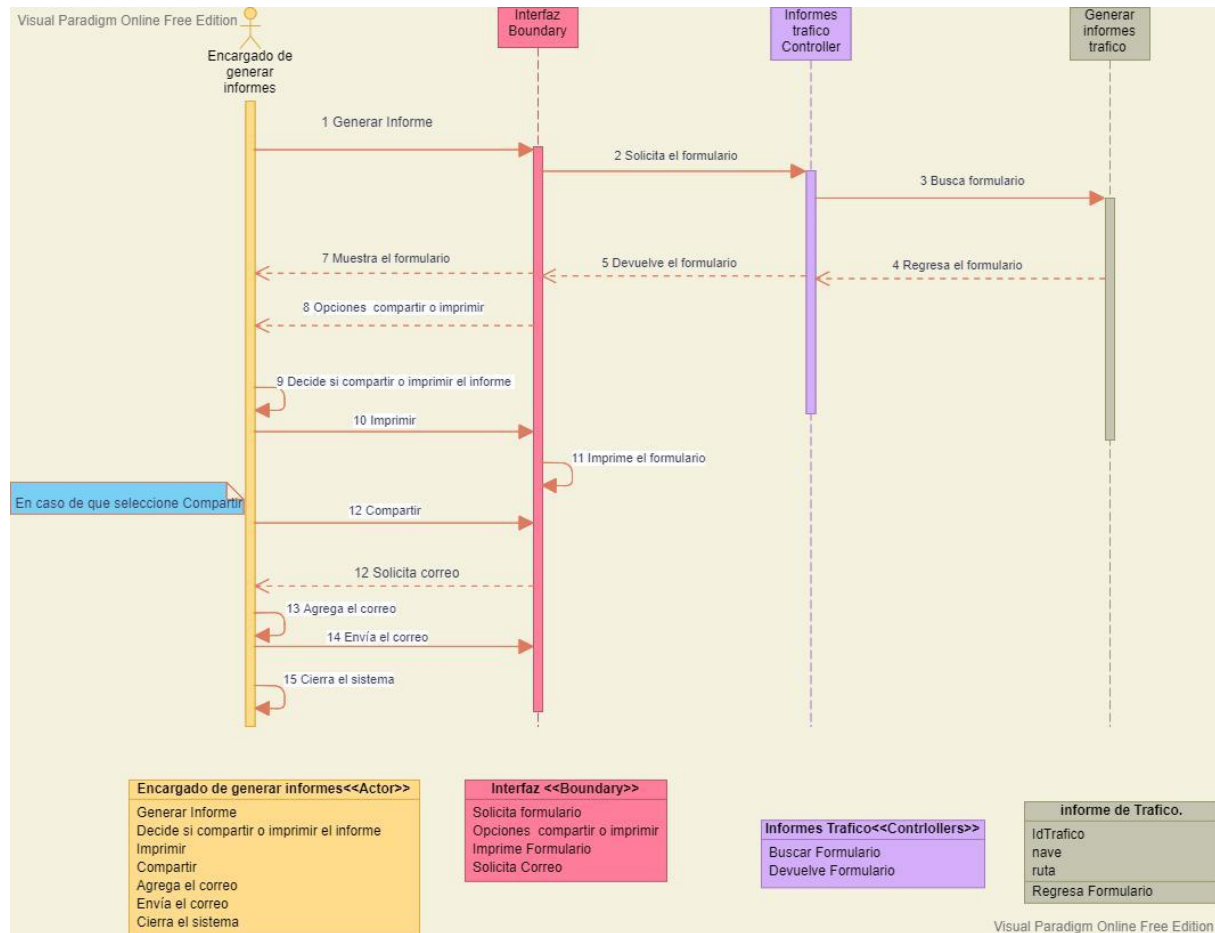 Visual Paradigm Online Free Edition
Encargado de
generar
informes
Interfaz
Boundary
Informes
trafico
Controller
Generar
informes
trafico
1 Generar Informe
2 Solicita el formulario
3 Busca formulario
7 Muestra el formulario
5 Devuelve el formulario
4 Regresa el formulario
8 Opciones compartir o imprimir
9 Decide si compartir o imprimir el informe
10 Imprimir
11 Imprime el formulario
En caso de que seleccione Compartir
12 Compartir
12 Solicita correo
13 Agrega el correo
14 Envía el correo
15 Cierra el sistema
Encargado de generar informes<<Actor>>
Generar Informe
Decide si compartir o imprimir el informe
Imprimir
Compartir
Agrega el correo
Envía el correo
Cierra el sistema
Interfaz <<Boundary>>
Solicita formulario
Opciones compartir o imprimir
Imprime Formulario
Solicita Correo
Informes Trafico<<Contrlollers>>
Buscar Formulario
Devuelve Formulario
informe de Trafico.
IdTrafico
nave
ruta
Regresa Formulario
Visual Paradigm Online Free Edition